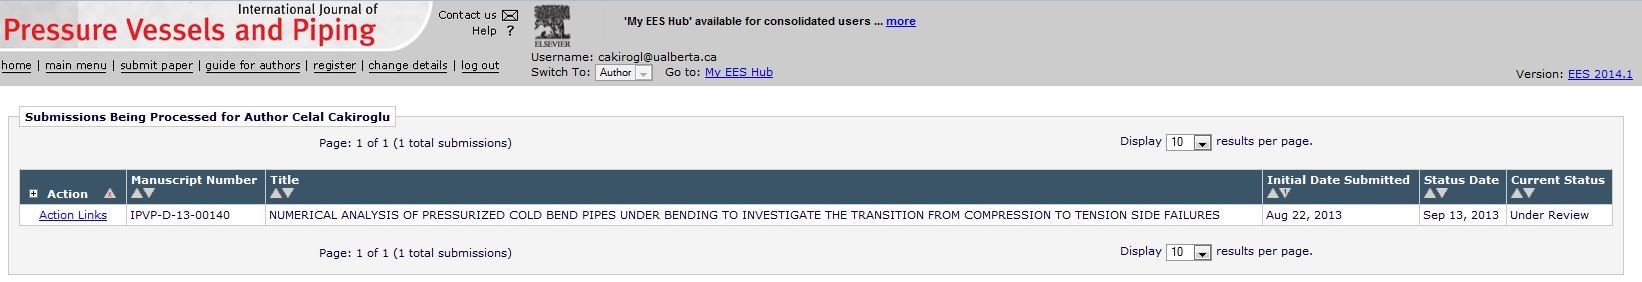 International Journal of
Pressure Vessels and Piping
Contact us
Help ?
ELSEVIER
'My EES Hub' available for consolidated users ... more
Username: cakirogl@ualberta.ca
home | main menu | submit paper | guide for authors | register | change details | log out
Switch To: Author Go to: My EES Hub
Version: EES 2014.1
Submissions Being Processed for Author Celal Cakiroglu
Page: 1 of 1 (1 total submissions) Display 10 results per page.
Action Manuscript Number Title Initial Date Submitted Status Date Current Status
Action Links IPVP-D-13-00140 NUMERICAL ANALYSIS OF PRESSURIZED COLD BEND PIPES UNDER BENDING TO INVESTIGATE THE TRANSITION FROM COMPRESSION TO TENSION SIDE FAILURES Aug 22, 2013 Sep 13, 2013 Under Review
Page: 1 of 1 (1 total submissions) Display 10 results per page.